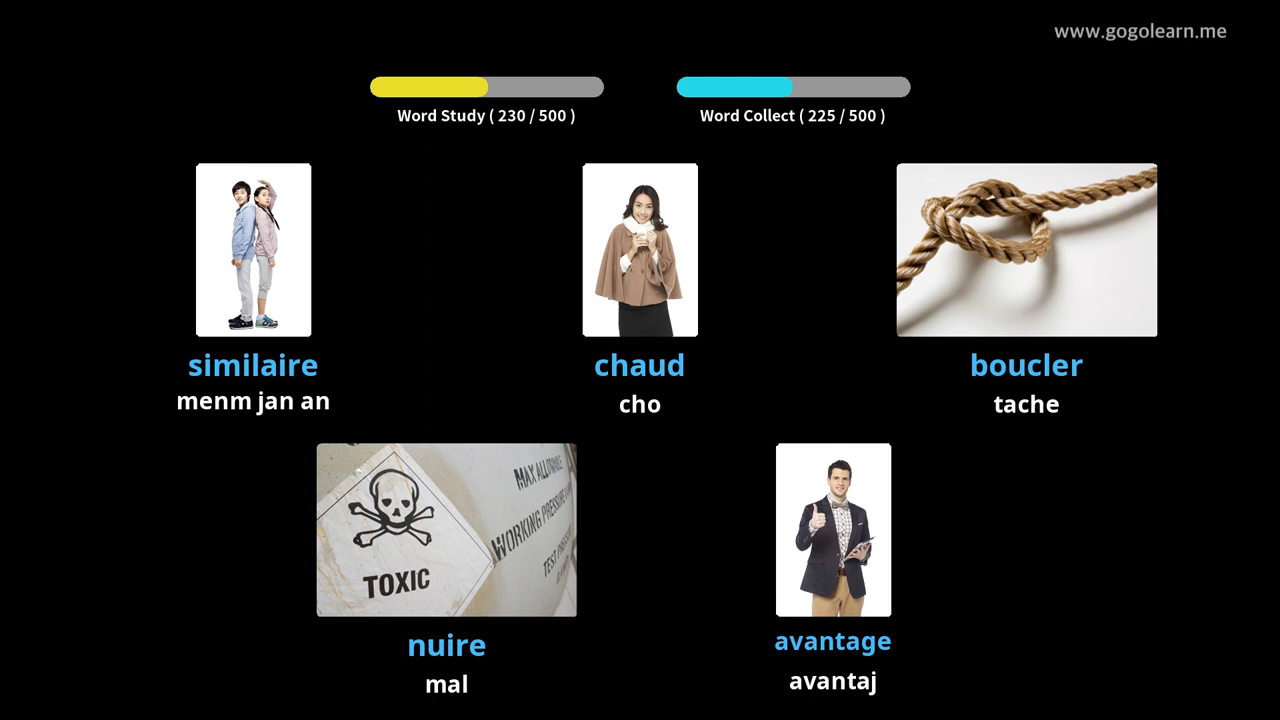 www.gogolearn.me
Word Study ( 230 / 500 )
Word Collect ( 225 / 500 )
similaire
menm jan an
chaud
cho
boucler
tache
MAX ALLOWABLE
WORKING PRESSURE
TEST
TOXIC
nuire
mal
avantage
avantaj